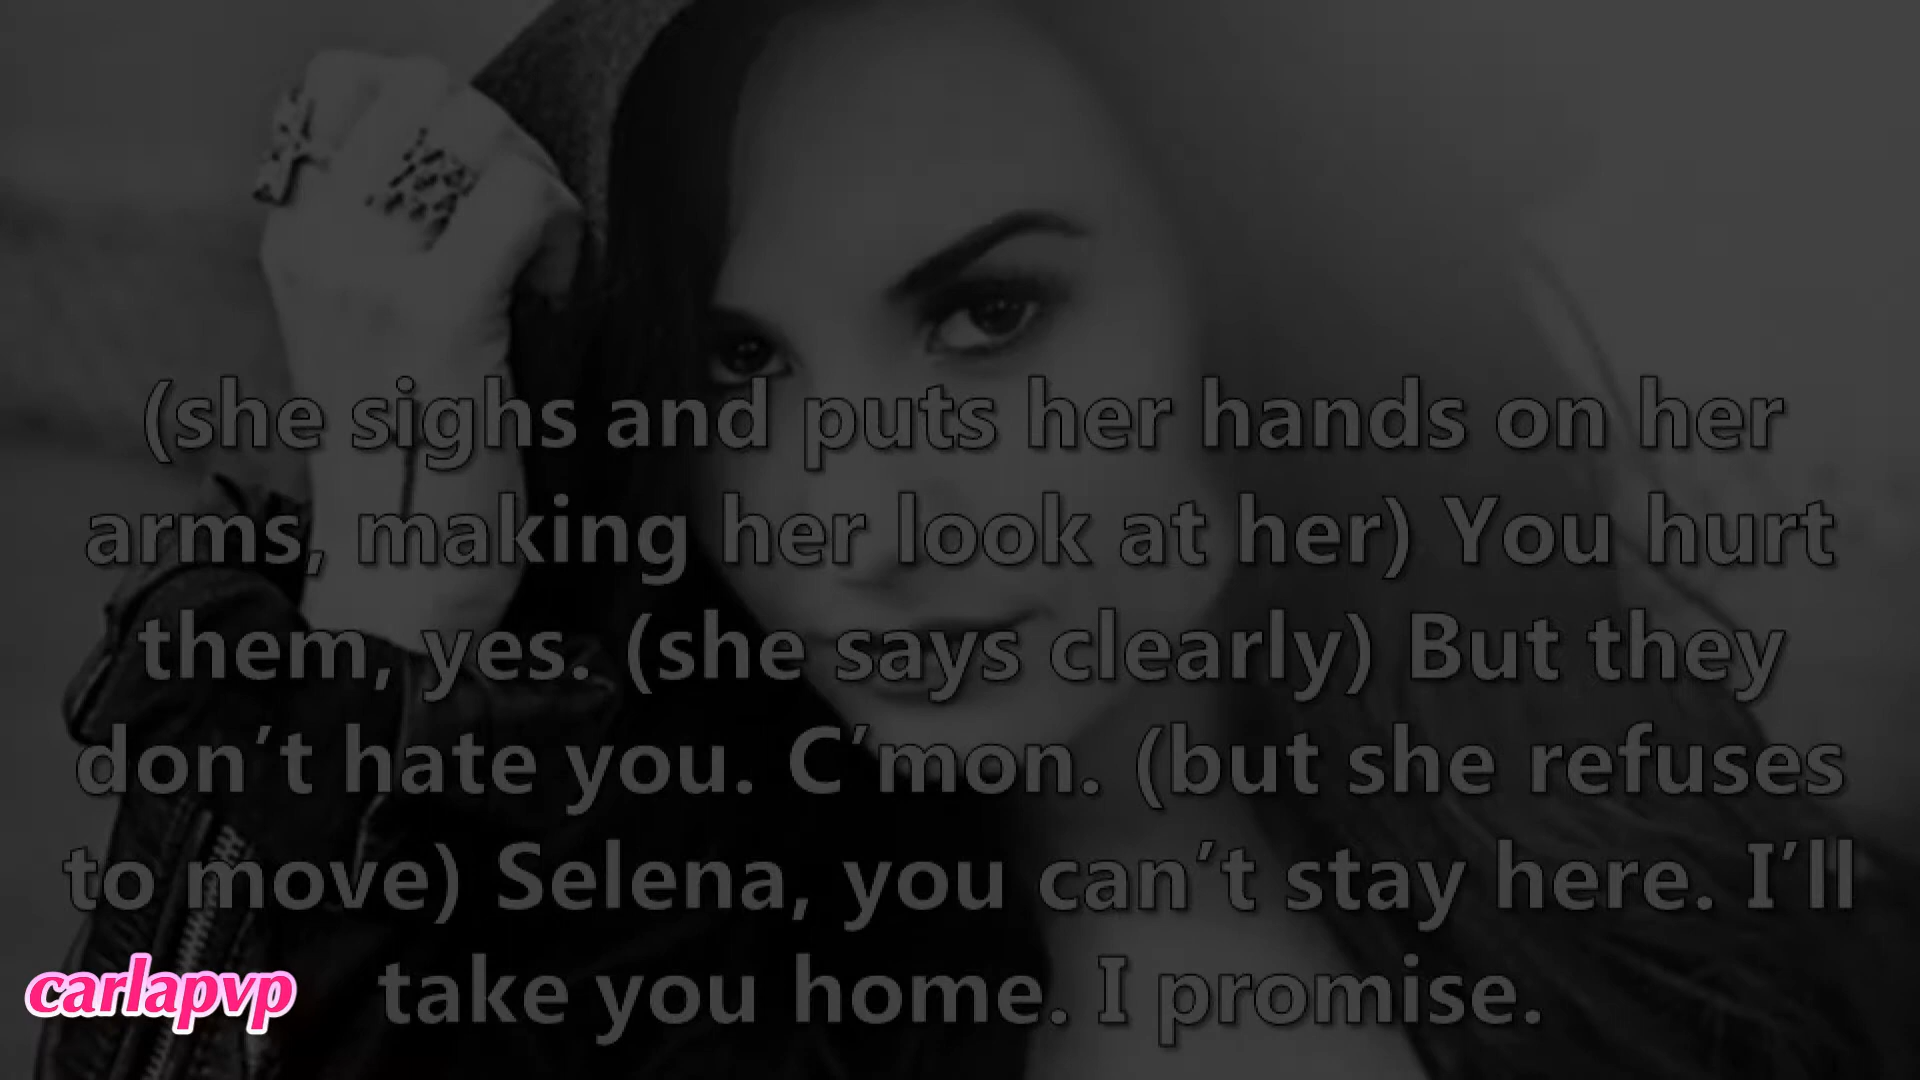 (she sighs and puts her hands on her
arms, making her look at her) You hurt
them, yes. (she says clearly) But they
don't hate you. C'mon. (but she refuses
to move) Selena, you can't stay here. I'll
take you home. I promise.
carlapvp